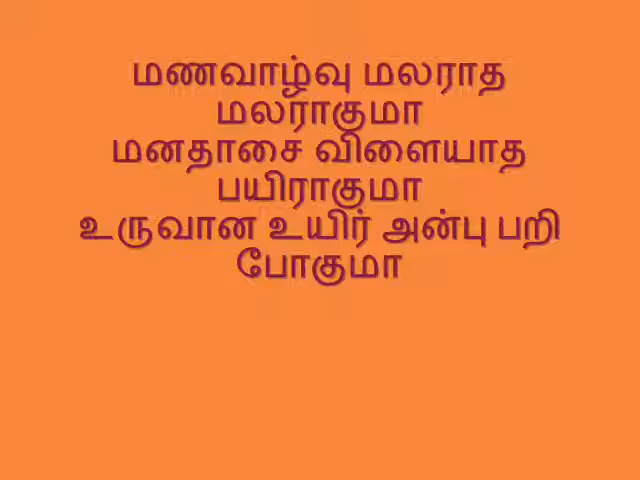 மணவாழ்வு மலராத
மலராகுமா
மனதாசை விளையாத
பயிராகுமா
உருவான உயிர் அன்பு பறி
போகுமா